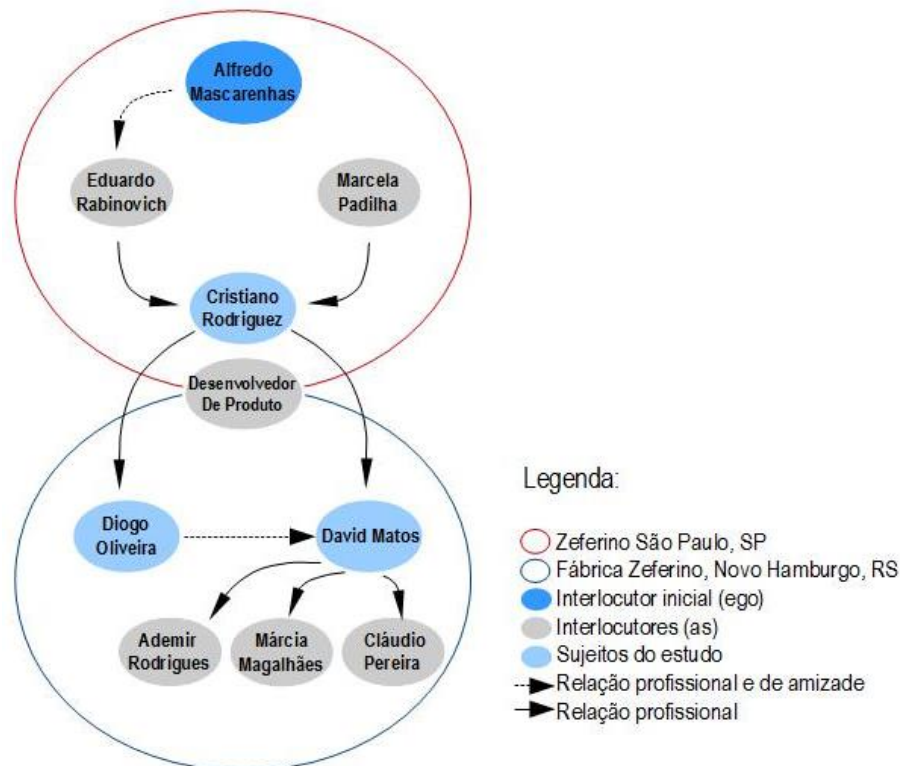 Alfredo
Mascarenhas
Eduardo
Rabinovich
Marcela
Padilha
Cristiano
Rodriguez
Desenvolvedor
De Produto
Diogo
Oliveira
David Matos
Ademir
Rodrigues
Márcia
Magalhães
Cláudio
Pereira
Legenda:
Zeferino São Paulo, SP
Fábrica Zeferino, Novo Hamburgo, RS
Interlocutor inicial (ego)
Interlocutores (as)
Sujeitos do estudo
Relação profissional e de amizade
Relação profissional